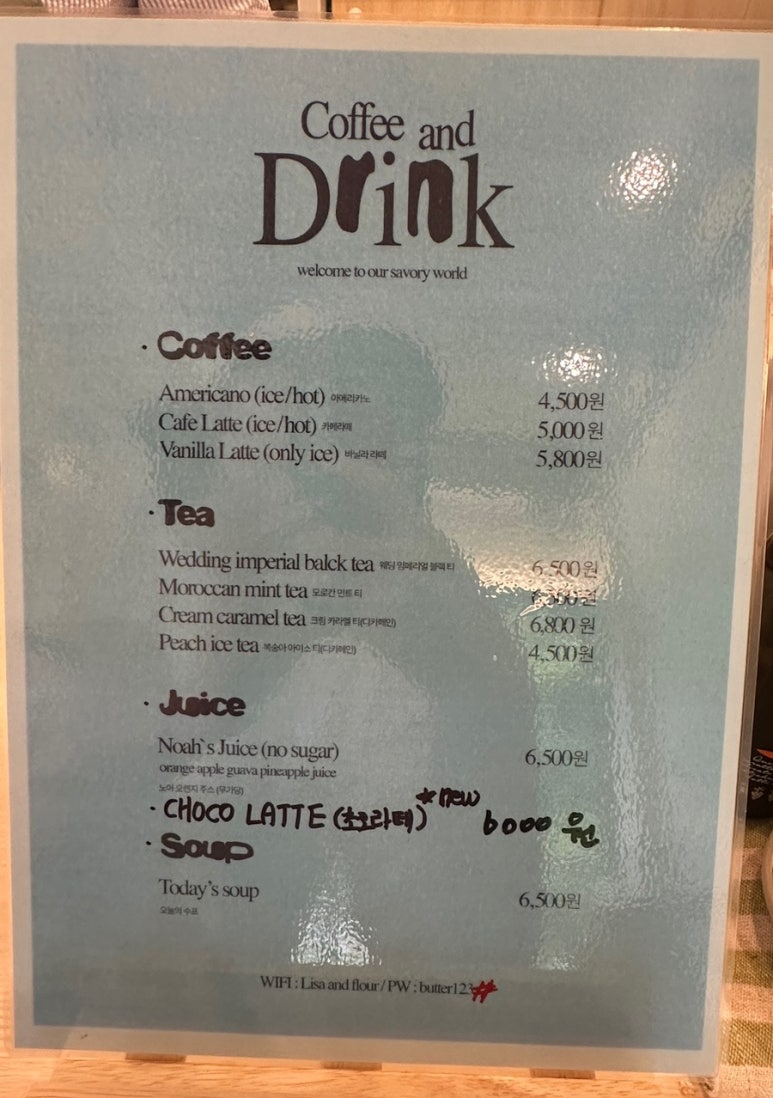 Coffee and
Drink
welcome to our savory world
· Coffee
Americano (ice/hot) 아메리카노 4,500원
Cafe Latte (ice/hot) 카페라떼 5,000원
Vanilla Latte (only ice) 바닐라 라떼 5,800원
· Tea
Wedding imperial balck tea 웨딩 임페리얼 블랙 티 6,500원
Moroccan mint tea 모로칸 민트 티
Cream caramel tea 크림 카라멜 티(디카페인) 6,800원
Peach ice tea 복숭아 아이스 티(디카페인) 4,500원
· Juice
Noah`s Juice (no sugar) 6,500원
orange apple guava pineapple juice
노아 오렌지 주스 (무가당)
· CHOCO LATTE (초코라떼) *new 6000 원
· Soup
Today's soup 6,500원
오늘의 수프
WIFI : Lisa and flour / PW : butter123#